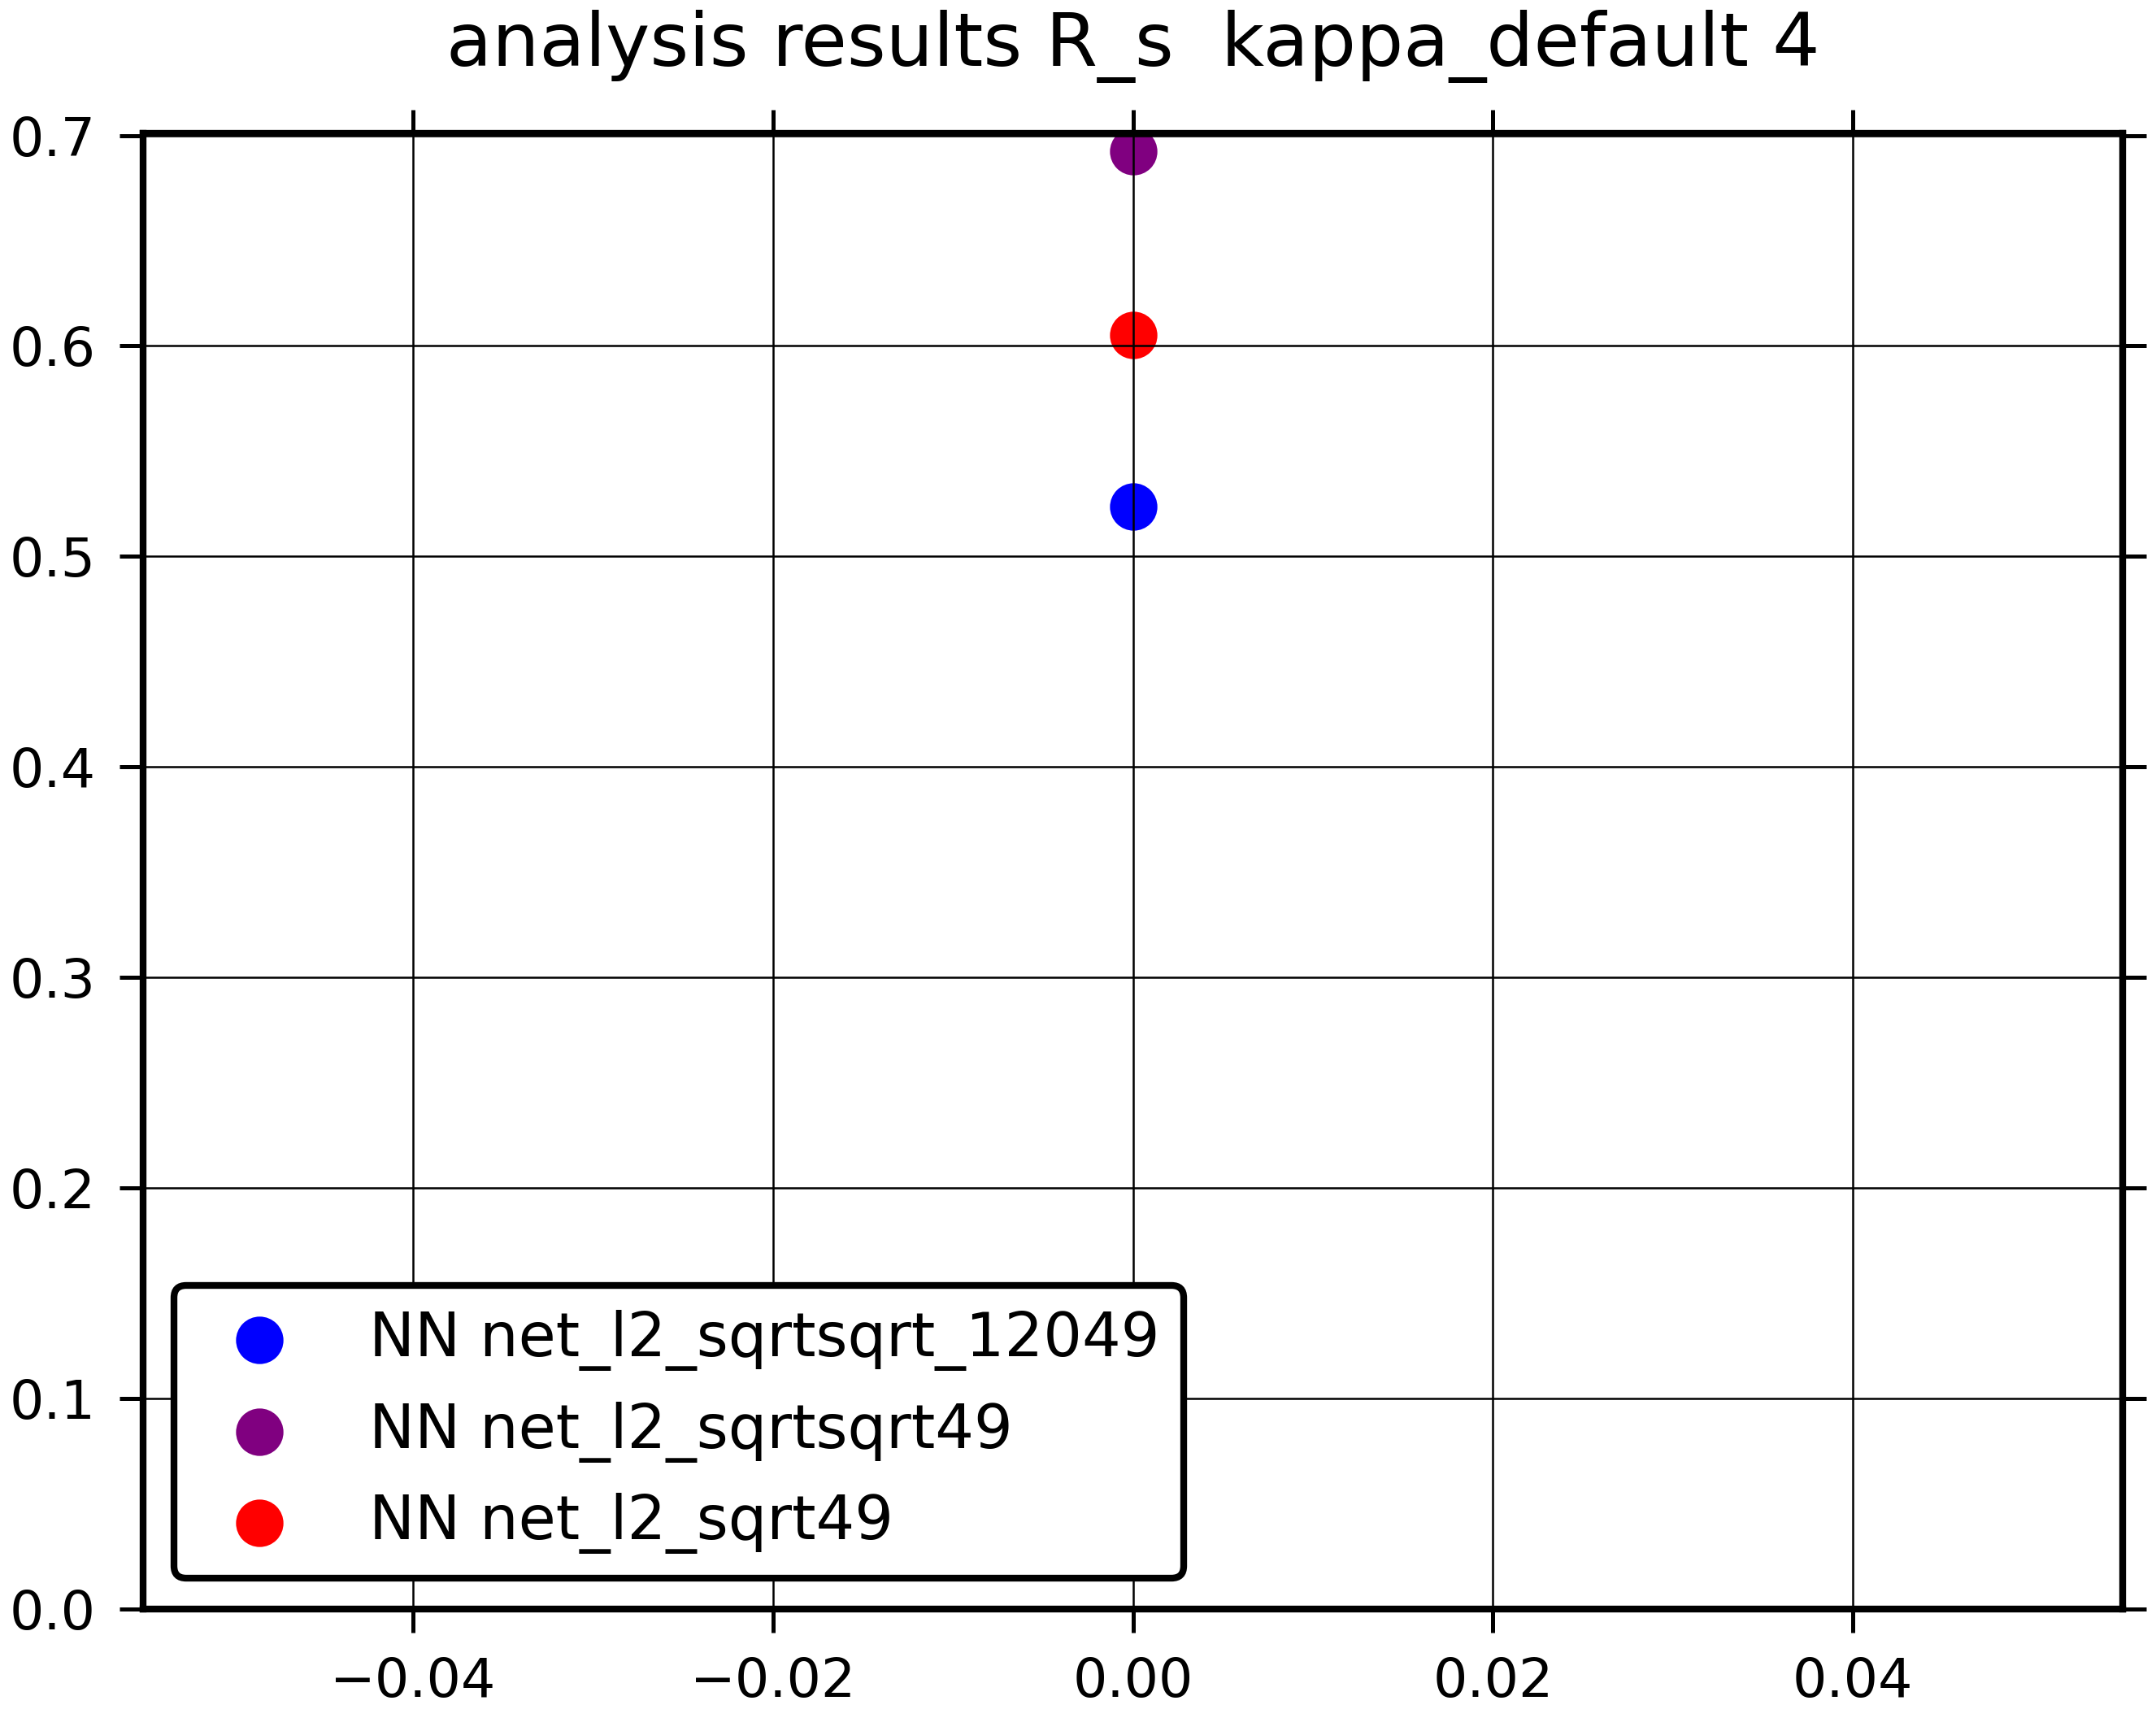 analysis results R_s  kappa_default 4
0.7
0.6
0.5
0.4
0.3
0.2
0.1
0.0
NN net_l2_sqrtsqrt_12049
NN net_l2_sqrtsqrt49
NN net_l2_sqrt49
−0.04 −0.02 0.00 0.02 0.04